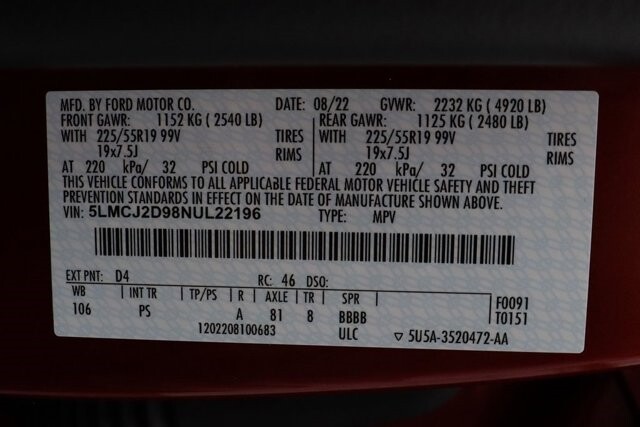 MFD. BY FORD MOTOR CO. DATE: 08/22 GVWR: 2232 KG ( 4920 LB)
FRONT GAWR: 1152 KG ( 2540 LB) REAR GAWR: 1125 KG ( 2480 LB)
WITH 225/55R19 99V TIRES WITH 225/55R19 99V TIRES
19x7.5J RIMS 19x7.5J RIMS
AT 220 kPa/ 32 PSI COLD AT 220 kPa/ 32 PSI COLD
THIS VEHICLE CONFORMS TO ALL APPLICABLE FEDERAL MOTOR VEHICLE SAFETY AND THEFT
PREVENTION STANDARDS IN EFFECT ON THE DATE OF MANUFACTURE SHOWN ABOVE.
VIN: 5LMCJ2D98NUL22196 TYPE: MPV
EXT PNT: D4 RC: 46 DSO:
WB INT TR TP/PS R AXLE TR SPR F0091
106 PS A 81 8 BBBB T0151
1202208100683 ULC ▽ 5U5A-3520472-AA